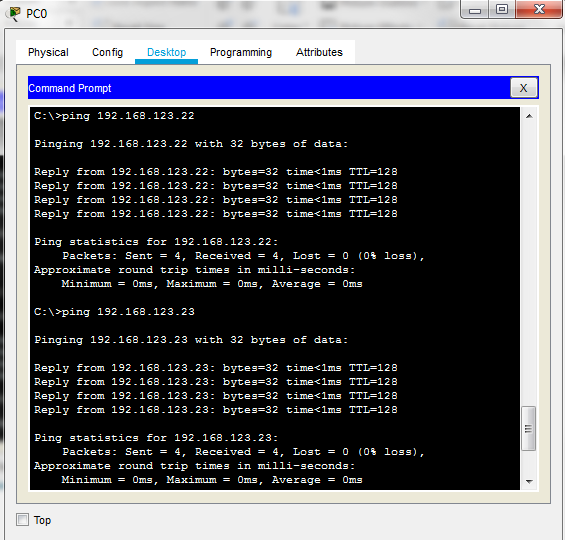 PC0
Physical Config Desktop Programming Attributes
Command Prompt
X
C:\>ping 192.168.123.22
Pinging 192.168.123.22 with 32 bytes of data:
Reply from 192.168.123.22: bytes=32 time<1ms TTL=128
Reply from 192.168.123.22: bytes=32 time<1ms TTL=128
Reply from 192.168.123.22: bytes=32 time<1ms TTL=128
Reply from 192.168.123.22: bytes=32 time<1ms TTL=128
Ping statistics for 192.168.123.22:
Packets: Sent = 4, Received = 4, Lost = 0 (0% loss),
Approximate round trip times in milli-seconds:
Minimum = 0ms, Maximum = 0ms, Average = 0ms
C:\>ping 192.168.123.23
Pinging 192.168.123.23 with 32 bytes of data:
Reply from 192.168.123.23: bytes=32 time<1ms TTL=128
Reply from 192.168.123.23: bytes=32 time<1ms TTL=128
Reply from 192.168.123.23: bytes=32 time<1ms TTL=128
Reply from 192.168.123.23: bytes=32 time<1ms TTL=128
Ping statistics for 192.168.123.23:
Packets: Sent = 4, Received = 4, Lost = 0 (0% loss),
Approximate round trip times in milli-seconds:
Minimum = 0ms, Maximum = 0ms, Average = 0ms
Top